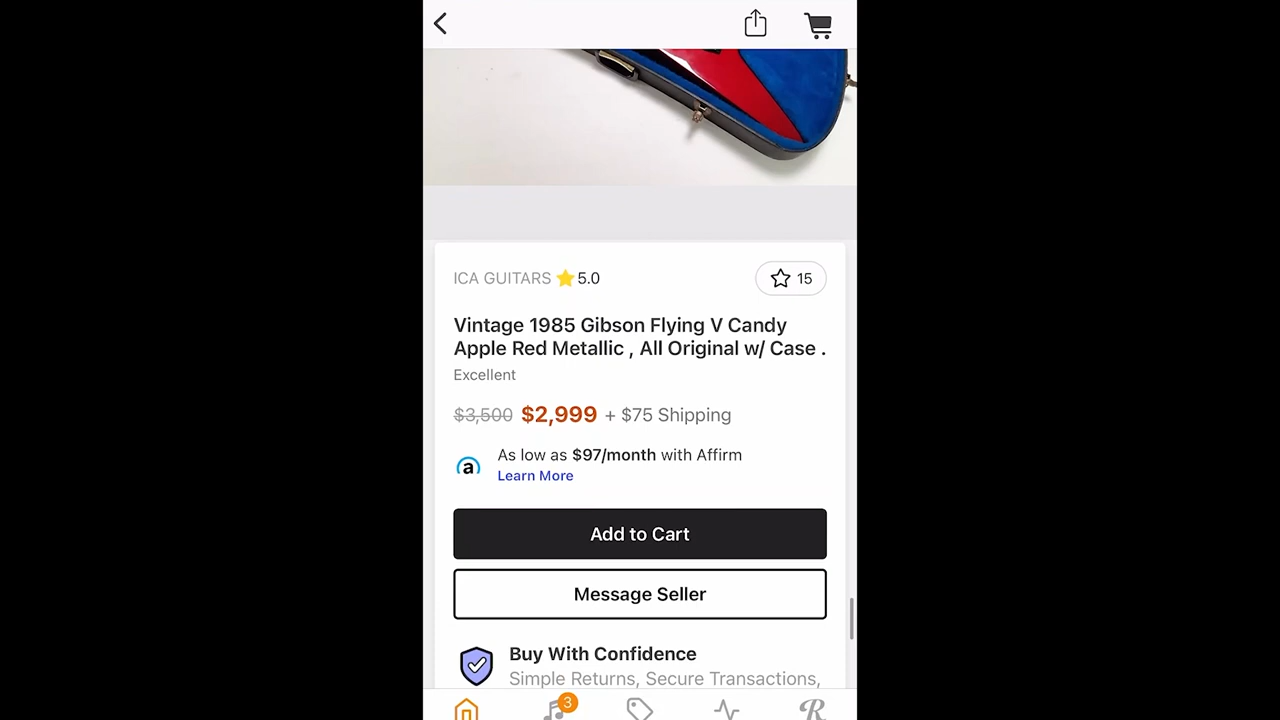 ICA GUITARS 5.0
15
Vintage 1985 Gibson Flying V Candy
Apple Red Metallic , All Original w/ Case .
Excellent
$3,500 $2,999 + $75 Shipping
a
As low as $97/month with Affirm
Learn More
Add to Cart
Message Seller
Buy With Confidence
Simple Returns, Secure Transactions,
3
R